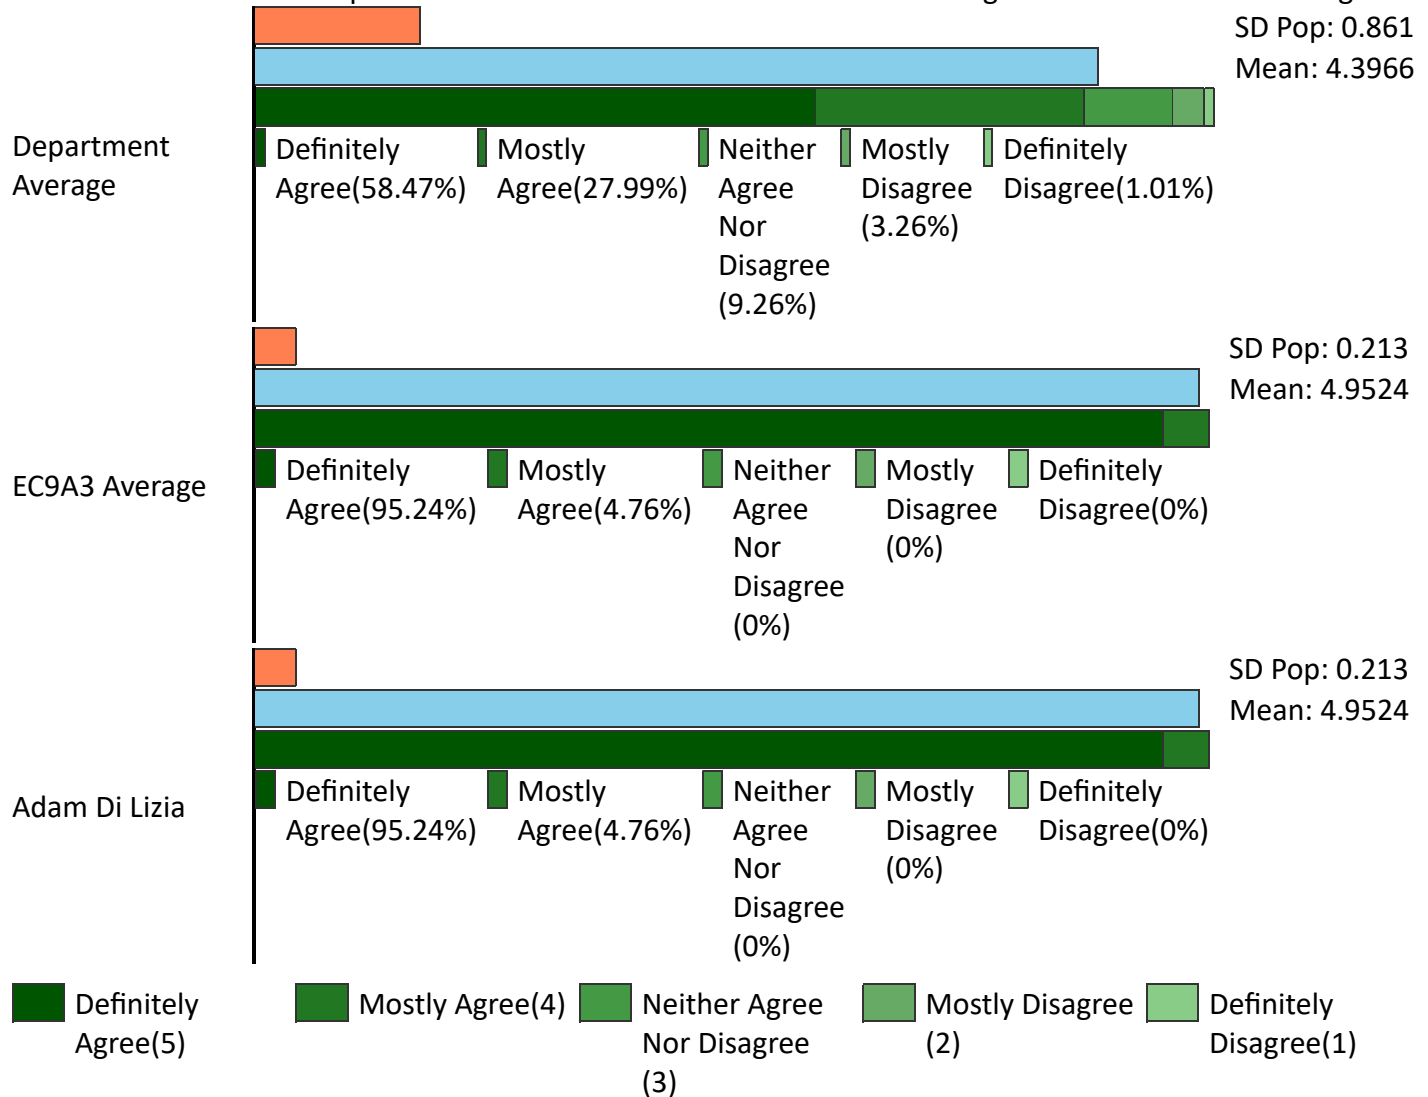 SD Pop: 0.861
Mean: 4.3966
Department
Average
Definitely
Agree(58.47%)
Mostly
Agree(27.99%)
Neither
Agree
Nor
Disagree
(9.26%)
Mostly
Disagree
(3.26%)
Definitely
Disagree(1.01%)
SD Pop: 0.213
Mean: 4.9524
EC9A3 Average
Definitely
Agree(95.24%)
Mostly
Agree(4.76%)
Neither
Agree
Nor
Disagree
(0%)
Mostly
Disagree
(0%)
Definitely
Disagree(0%)
SD Pop: 0.213
Mean: 4.9524
Adam Di Lizia
Definitely
Agree(95.24%)
Mostly
Agree(4.76%)
Neither
Agree
Nor
Disagree
(0%)
Mostly
Disagree
(0%)
Definitely
Disagree(0%)
Definitely
Agree(5)
Mostly Agree(4)
Neither Agree
Nor Disagree
(3)
Mostly Disagree
(2)
Definitely
Disagree(1)